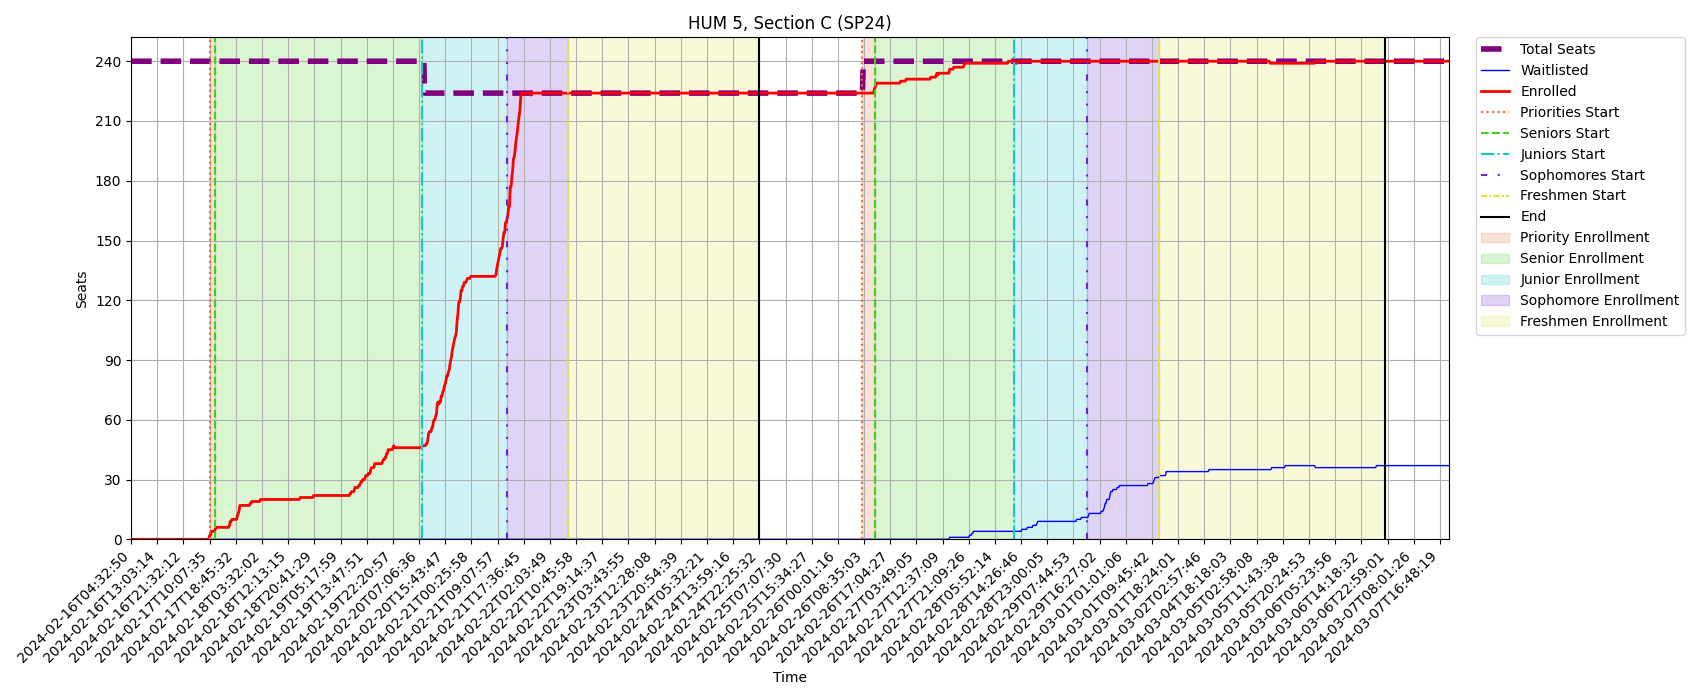 HUM 5, Section C (SP24)
Seats
240
210
180
150
120
90
60
30
0
2024-02-16T04:32:50
2024-02-16T13:03:14
2024-02-16T21:32:12
2024-02-17T10:07:35
2024-02-17T18:45:32
2024-02-18T03:32:02
2024-02-18T12:13:15
2024-02-18T20:41:29
2024-02-19T05:17:59
2024-02-19T13:47:51
2024-02-19T22:20:57
2024-02-20T07:06:36
2024-02-20T15:43:47
2024-02-21T00:25:58
2024-02-21T09:07:57
2024-02-21T17:36:45
2024-02-22T02:03:49
2024-02-22T10:45:58
2024-02-22T19:14:37
2024-02-23T03:43:55
2024-02-23T12:28:08
2024-02-23T20:54:39
2024-02-24T05:32:21
2024-02-24T13:59:16
2024-02-24T22:25:32
2024-02-25T07:07:30
2024-02-25T15:34:27
2024-02-26T00:01:16
2024-02-26T08:35:03
2024-02-26T17:04:27
2024-02-27T03:49:05
2024-02-27T12:37:09
2024-02-27T21:09:26
2024-02-28T05:52:14
2024-02-28T14:26:46
2024-02-28T23:00:05
2024-02-29T07:44:53
2024-02-29T16:27:02
2024-03-01T01:01:06
2024-03-01T09:45:42
2024-03-01T18:24:01
2024-03-02T02:57:46
2024-03-04T18:18:03
2024-03-05T02:58:08
2024-03-05T11:43:38
2024-03-05T20:24:53
2024-03-06T05:23:56
2024-03-06T14:18:32
2024-03-06T22:59:01
2024-03-07T08:01:26
2024-03-07T16:48:19
Time
Total Seats
Waitlisted
Enrolled
Priorities Start
Seniors Start
Juniors Start
Sophomores Start
Freshmen Start
End
Priority Enrollment
Senior Enrollment
Junior Enrollment
Sophomore Enrollment
Freshmen Enrollment